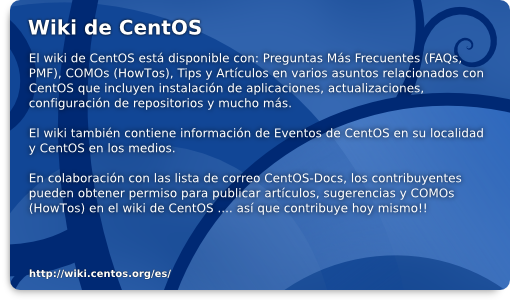 Wiki de CentOS
El wiki de CentOS está disponible con: Preguntas Más Frecuentes (FAQs,
PMF), COMOs (HowTos), Tips y Artículos en varios asuntos relacionados con
CentOS que incluyen instalación de aplicaciones, actualizaciones,
configuración de repositorios y mucho más.
El wiki también contiene información de Eventos de CentOS en su localidad
y CentOS en los medios.
En colaboración con las lista de correo CentOS-Docs, los contribuyentes
pueden obtener permiso para publicar artículos, sugerencias y COMOs
(HowTos) en el wiki de CentOS .... así que contribuye hoy mismo!!
http://wiki.centos.org/es/